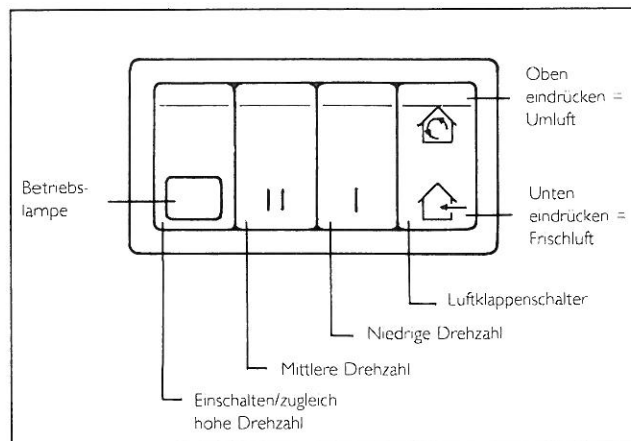 Oben
eindrücken =
Umluft
Betriebs-
lampe
II
I
Unten
eindrücken =
Frischluft
Luftklappenschalter
Niedrige Drehzahl
Mittlere Drehzahl
Einschalten/zugleich
hohe Drehzahl